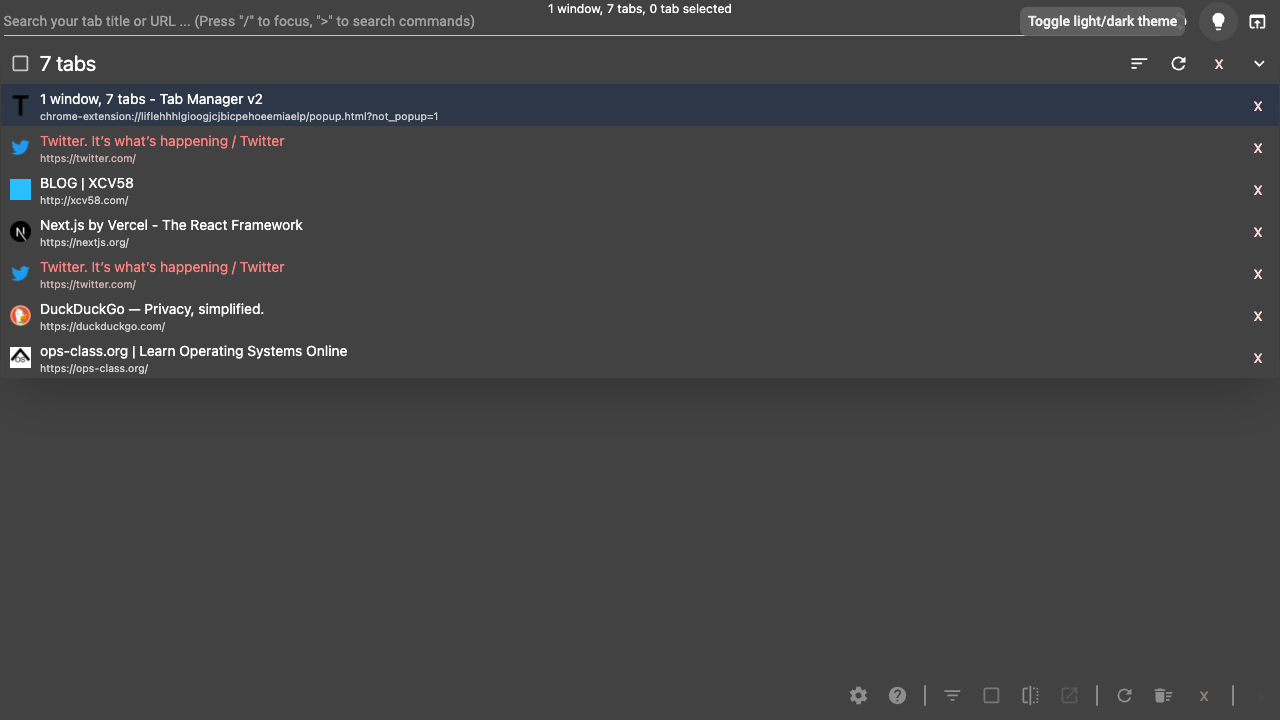 1 window, 7 tabs, 0 tab selected
Search your tab title or URL ... (Press "/" to focus, ">" to search commands)
Toggle light/dark theme
7 tabs
x
1 window, 7 tabs - Tab Manager v2
chrome-extension://liflehhhlgioogjcjbicpehoeemiaelp/popup.html?not_popup=1
x
Twitter. It’s what’s happening / Twitter
https://twitter.com/
x
BLOG | XCV58
http://xcv58.com/
x
Next.js by Vercel - The React Framework
https://nextjs.org/
x
Twitter. It’s what’s happening / Twitter
https://twitter.com/
x
DuckDuckGo — Privacy, simplified.
https://duckduckgo.com/
x
ops-class.org | Learn Operating Systems Online
https://ops-class.org/
x
x